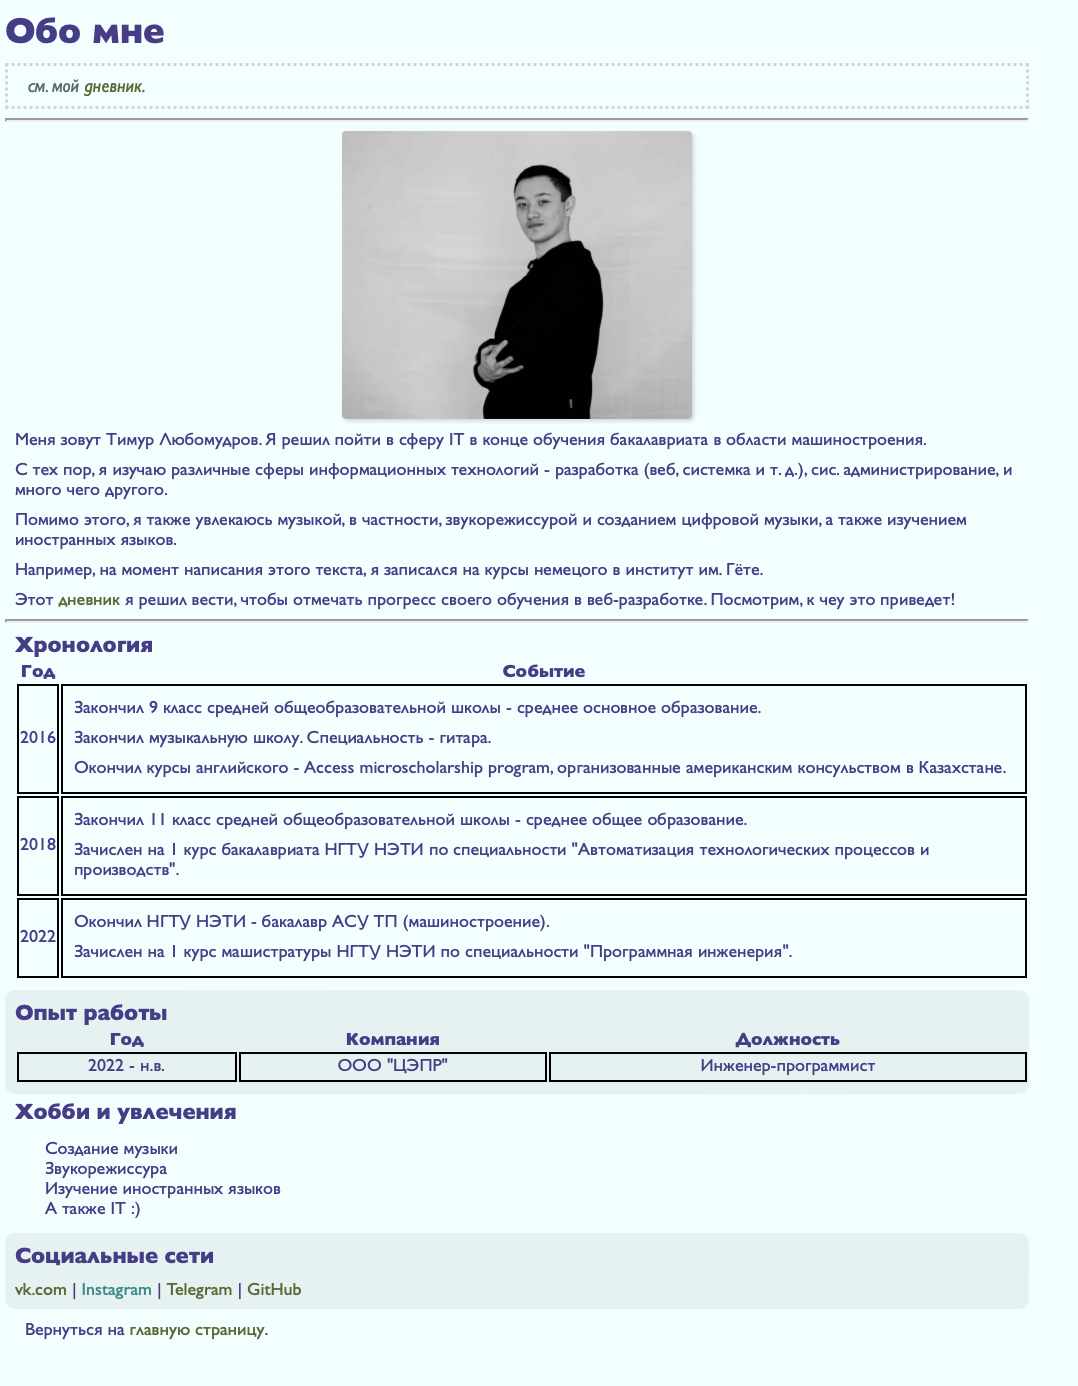 Обо мне
см. мой дневник.
Меня зовут Тимур Любомудров. Я решил пойти в сферу IT в конце обучения бакалавриата в области машиностроения.
С тех пор, я изучаю различные сферы информационных технологий - разработка (веб, системка и т. д.), сис. администрирование, и
много чего другого.
Помимо этого, я также увлекаюсь музыкой, в частности, звукорежиссурой и созданием цифровой музыки, а также изучением
иностранных языков.
Например, на момент написания этого текста, я записался на курсы немецого в институт им. Гёте.
Этот дневник я решил вести, чтобы отмечать прогресс своего обучения в веб-разработке. Посмотрим, к чеу это приведет!
Хронология
Год Событие
2016
Закончил 9 класс средней общеобразовательной школы - среднее основное образование.
Закончил музыкальную школу. Специальность - гитара.
Окончил курсы английского - Access microscholarship program, организованные американским консульством в Казахстане.
2018
Закончил 11 класс средней общеобразовательной школы - среднее общее образование.
Зачислен на 1 курс бакалавриата НГТУ НЭТИ по специальности "Автоматизация технологических процессов и
производств".
2022
Окончил НГТУ НЭТИ - бакалавр АСУ ТП (машиностроение).
Зачислен на 1 курс машистратуры НГТУ НЭТИ по специальности "Программная инженерия".
Опыт работы
Год Компания Должность
2022 - н.в. ООО "ЦЭПР" Инженер-программист
Хобби и увлечения
Создание музыки
Звукорежиссура
Изучение иностранных языков
А также IT :)
Социальные сети
vk.com | Instagram | Telegram | GitHub
Вернуться на главную страницу.